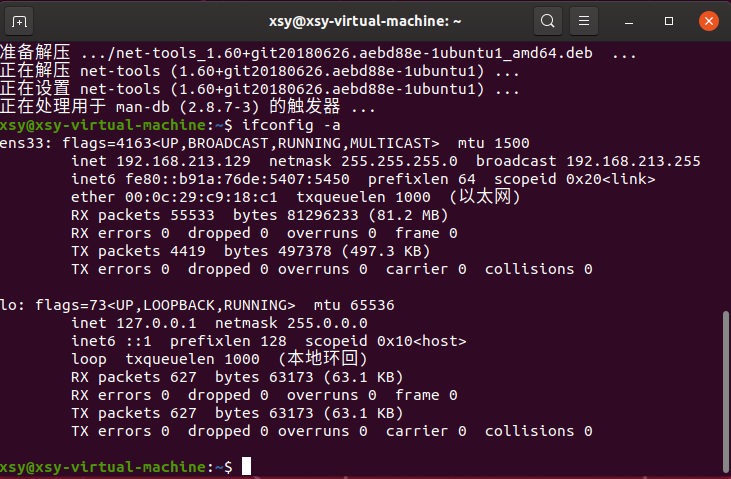 xsy@xsy-virtual-machine: ~
准备解压 .../net-tools_1.60+git20180626.aebd88e-1ubuntu1_amd64.deb  ...
正在解压 net-tools (1.60+git20180626.aebd88e-1ubuntu1) ...
正在设置 net-tools (1.60+git20180626.aebd88e-1ubuntu1) ...
正在处理用于 man-db (2.8.7-3) 的触发器 ...
xsy@xsy-virtual-machine:~$ ifconfig -a
ens33: flags=4163<UP,BROADCAST,RUNNING,MULTICAST>  mtu 1500
        inet 192.168.213.129  netmask 255.255.255.0  broadcast 192.168.213.255
        inet6 fe80::b91a:76de:5407:5450  prefixlen 64  scopeid 0x20<link>
        ether 00:0c:29:c9:18:c1  txqueuelen 1000  (以太网)
        RX packets 55533  bytes 81296233 (81.2 MB)
        RX errors 0  dropped 0  overruns 0  frame 0
        TX packets 4419  bytes 497378 (497.3 KB)
        TX errors 0  dropped 0 overruns 0  carrier 0  collisions 0
lo: flags=73<UP,LOOPBACK,RUNNING>  mtu 65536
        inet 127.0.0.1  netmask 255.0.0.0
        inet6 ::1  prefixlen 128  scopeid 0x10<host>
        loop  txqueuelen 1000  (本地环回)
        RX packets 627  bytes 63173 (63.1 KB)
        RX errors 0  dropped 0  overruns 0  frame 0
        TX packets 627  bytes 63173 (63.1 KB)
        TX errors 0  dropped 0 overruns 0  carrier 0  collisions 0
xsy@xsy-virtual-machine:~$